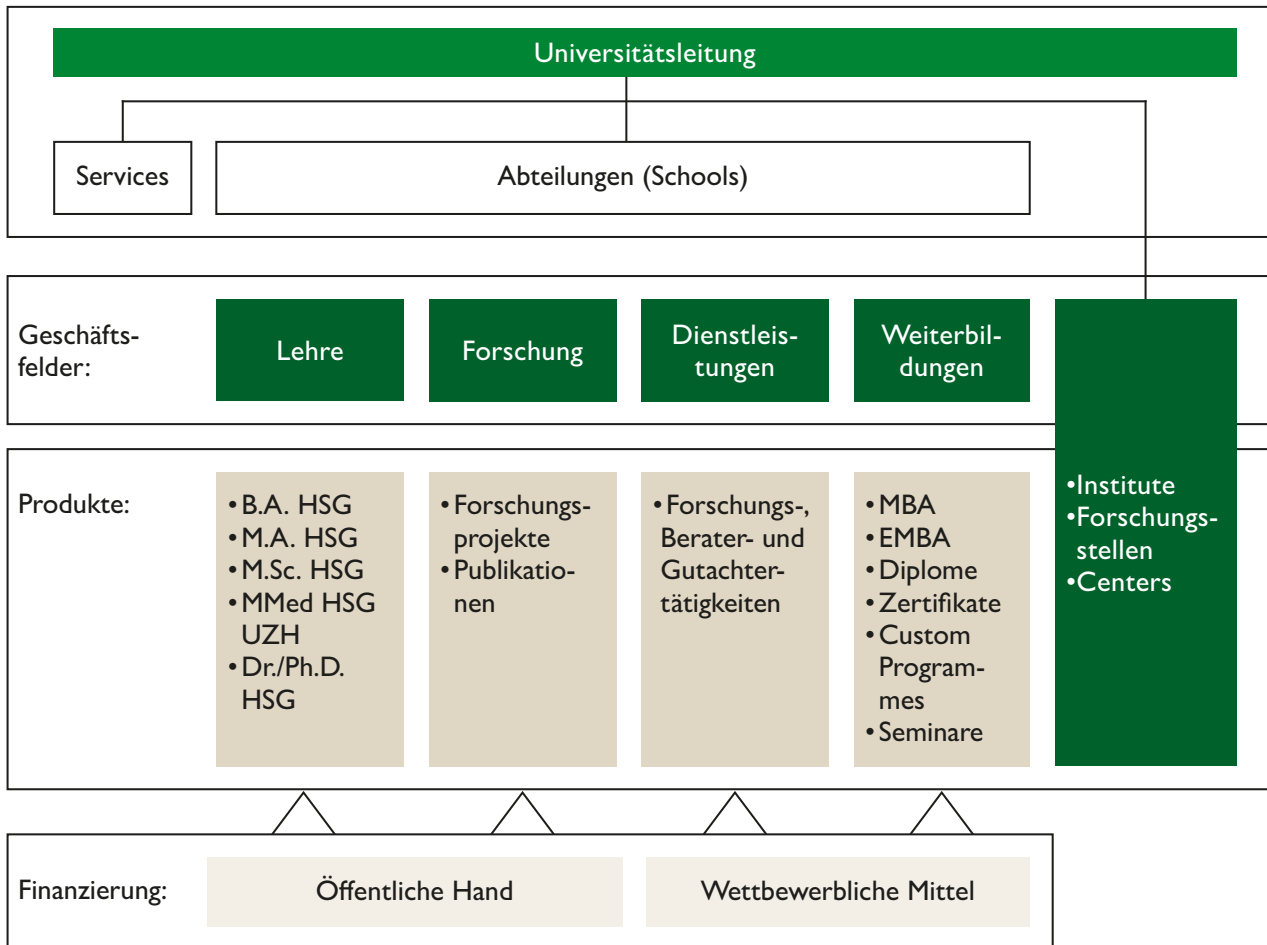 Universitätsleitung
Services
Abteilungen (Schools)
Geschäfts-
felder:
Lehre
Forschung
Dienstleis-
tungen
Weiterbil-
dungen
Produkte:
• B.A. HSG
• M.A. HSG
• M.Sc. HSG
• MMed HSG
UZH
• Dr./Ph.D.
HSG
• Forschungs-
projekte
• Publikatio-
nen
• Forschungs-,
Berater- und
Gutachter-
tätigkeiten
• MBA
• EMBA
• Diplome
• Zertifikate
• Custom
Program-
mes
• Seminare
•Institute
•Forschungs-
stellen
•Centers
Finanzierung:
Öffentliche Hand
Wettbewerbliche Mittel